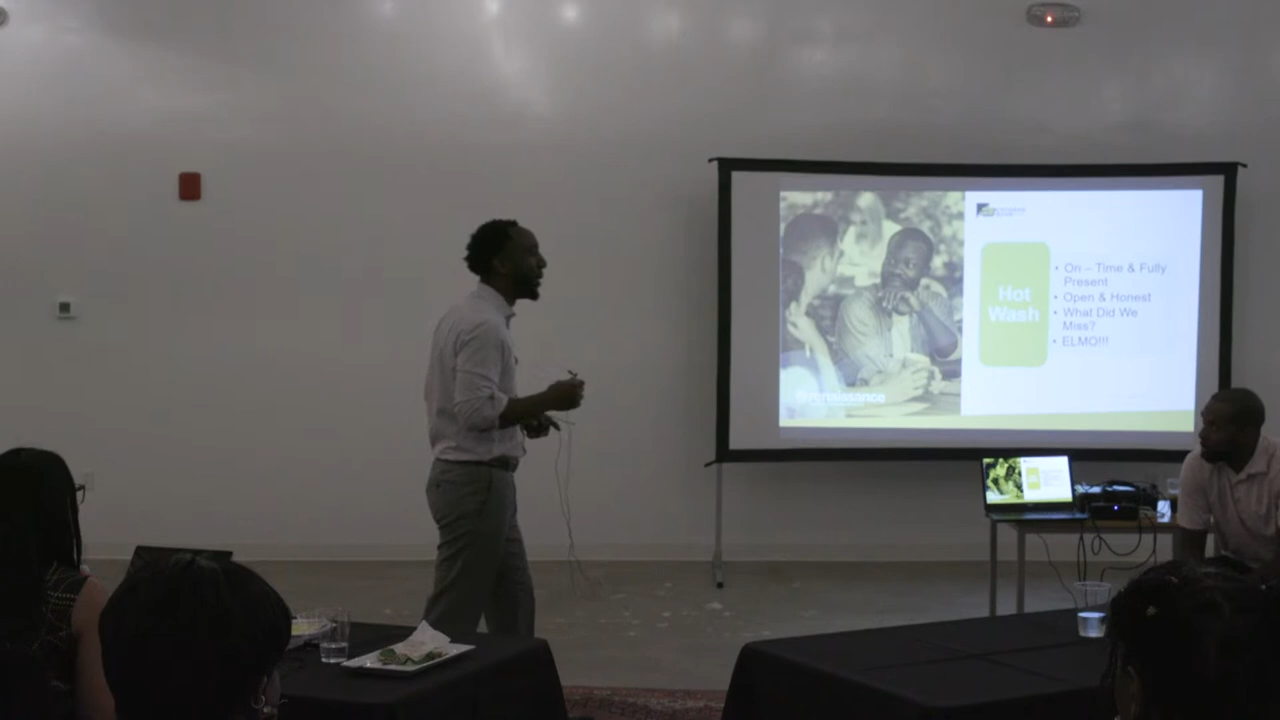 Hot
Wash
• On – Time & Fully
Present
• Open & Honest
• What Did We
Miss?
• ELMO!!!
Renaissance